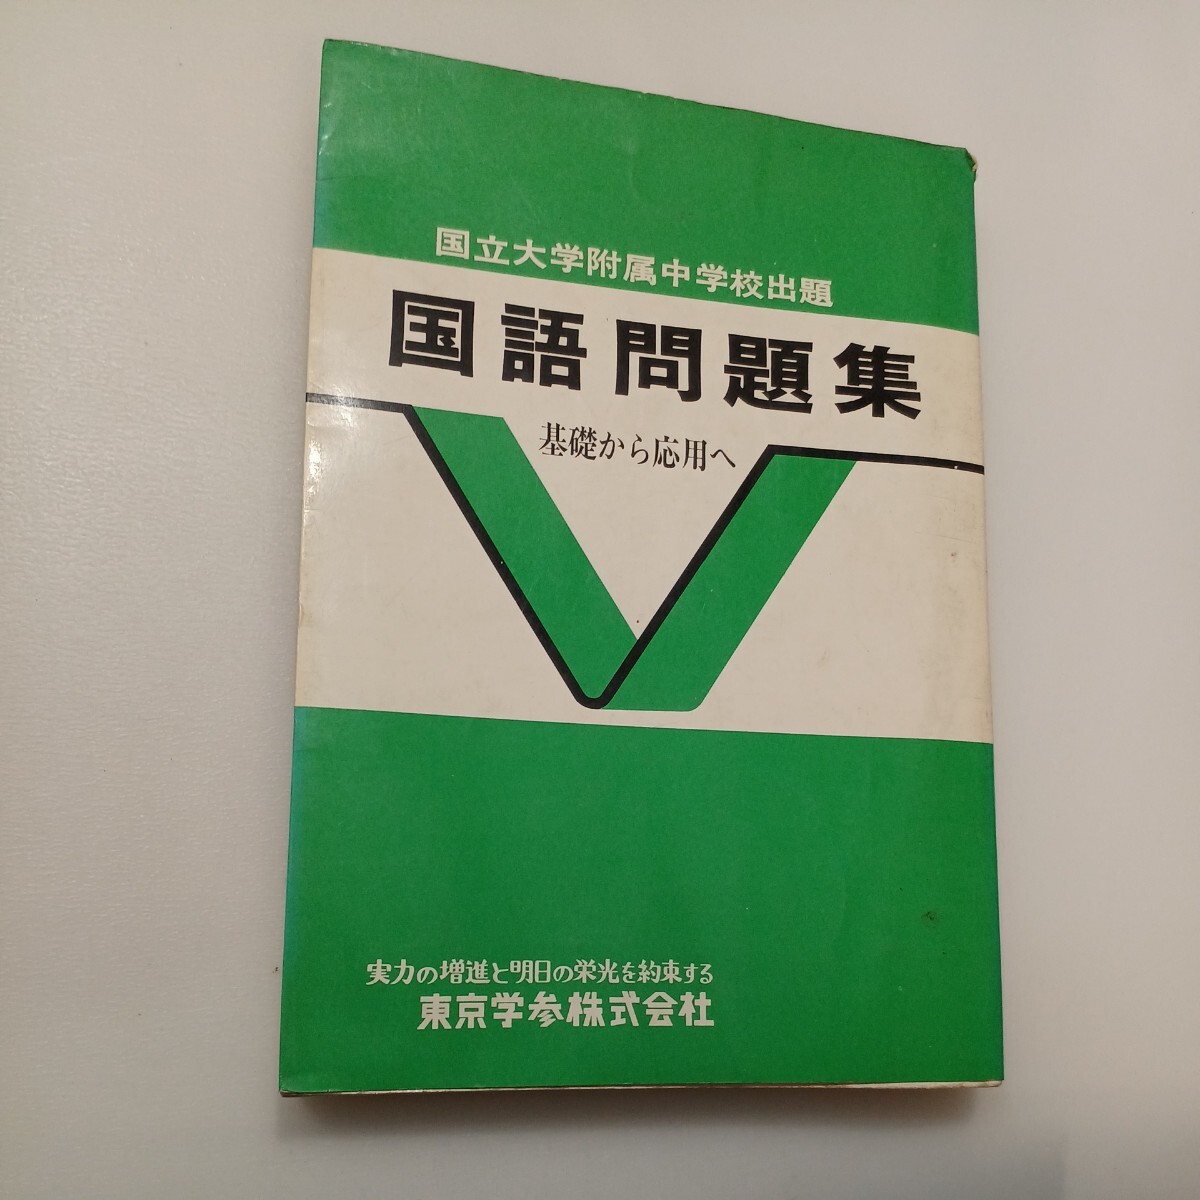 国立大学附属中学校出題
国語問題集
基礎から応用へ
実力の増進と明日の栄光を約束する
東京学参株式会社